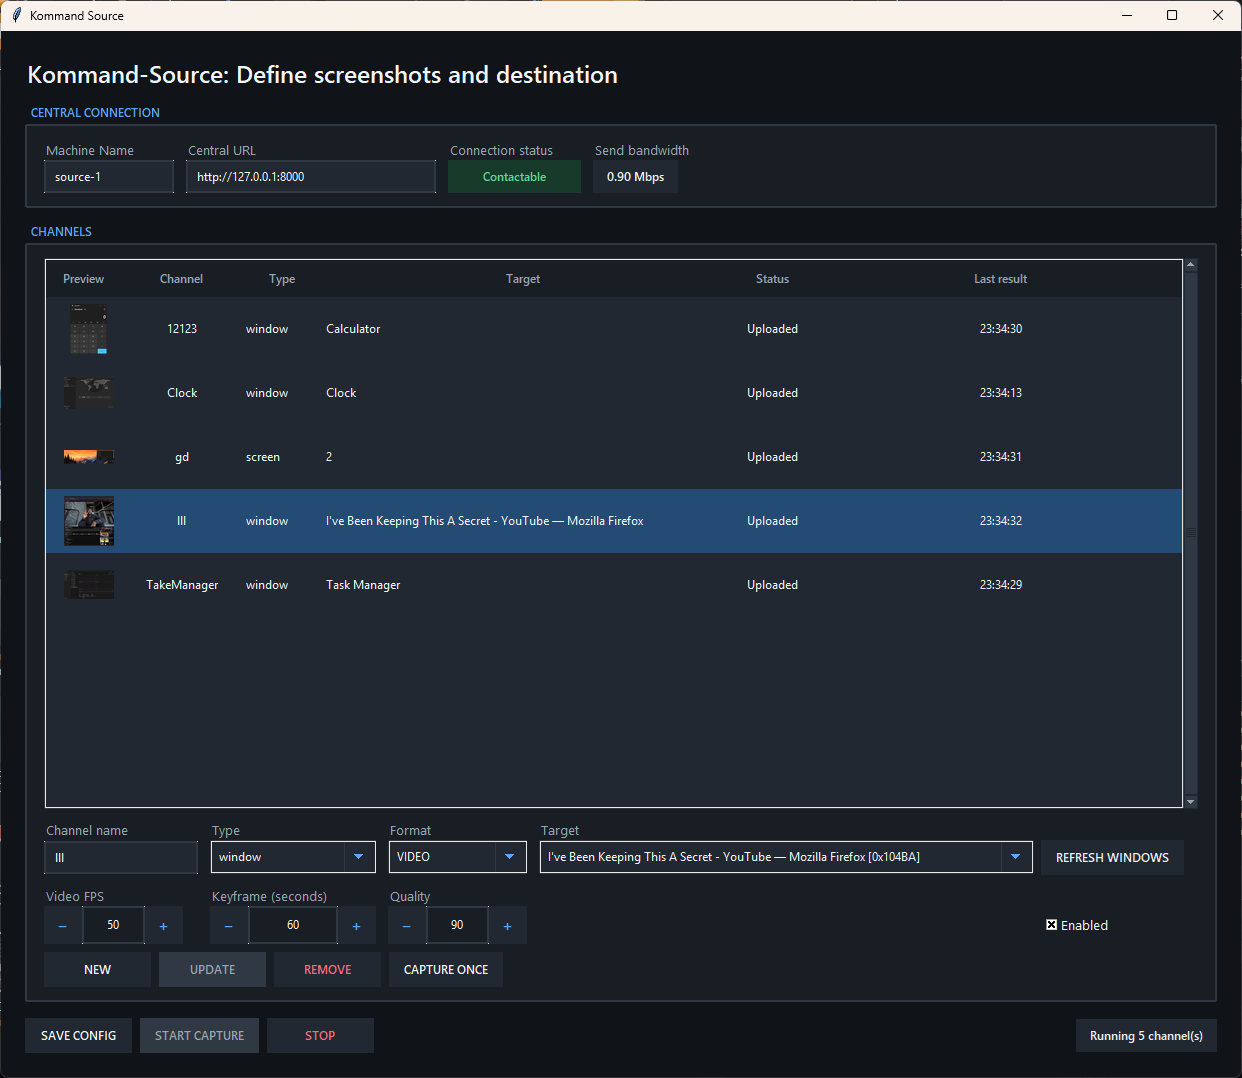 Kommand Source
Kommand-Source: Define screenshots and destination
CENTRAL CONNECTION
Machine Name Central URL Connection status Send bandwidth
source-1 http://127.0.0.1:8000 Contactable 0.90 Mbps
CHANNELS
Preview Channel Type Target Status Last result
12123 window Calculator Uploaded 23:34:30
Clock window Clock Uploaded 23:34:13
gd screen 2 Uploaded 23:34:31
lll window I've Been Keeping This A Secret - YouTube — Mozilla Firefox Uploaded 23:34:32
TakeManager window Task Manager Uploaded 23:34:29
Channel name Type Format Target
lll window VIDEO I've Been Keeping This A Secret - YouTube — Mozilla Firefox [0x104BA] REFRESH WINDOWS
Video FPS Keyframe (seconds) Quality
– 50 + – 60 + – 90 + Enabled
NEW UPDATE REMOVE CAPTURE ONCE
SAVE CONFIG START CAPTURE STOP Running 5 channel(s)